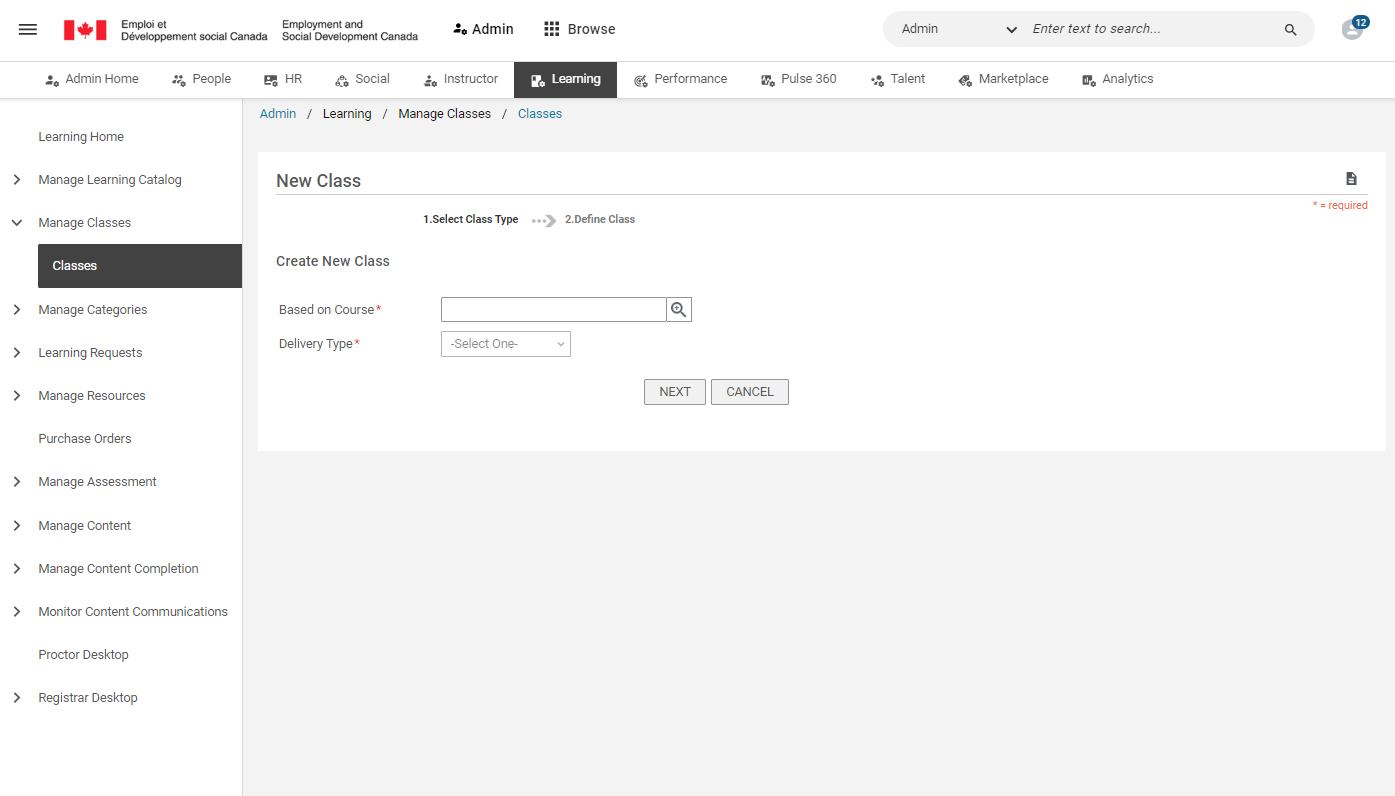 Emploi et
Développement social Canada
Employment and
Social Development Canada
Admin
Browse
Admin
Enter text to search...
12
Admin Home
People
HR
Social
Instructor
Learning
Performance
Pulse 360
Talent
Marketplace
Analytics
Learning Home
Manage Learning Catalog
Manage Classes
Classes
Manage Categories
Learning Requests
Manage Resources
Purchase Orders
Manage Assessment
Manage Content
Manage Content Completion
Monitor Content Communications
Proctor Desktop
Registrar Desktop
Admin / Learning / Manage Classes / Classes
New Class
* = required
1.Select Class Type
2.Define Class
Create New Class
Based on Course*
Delivery Type*
-Select One-
NEXT
CANCEL